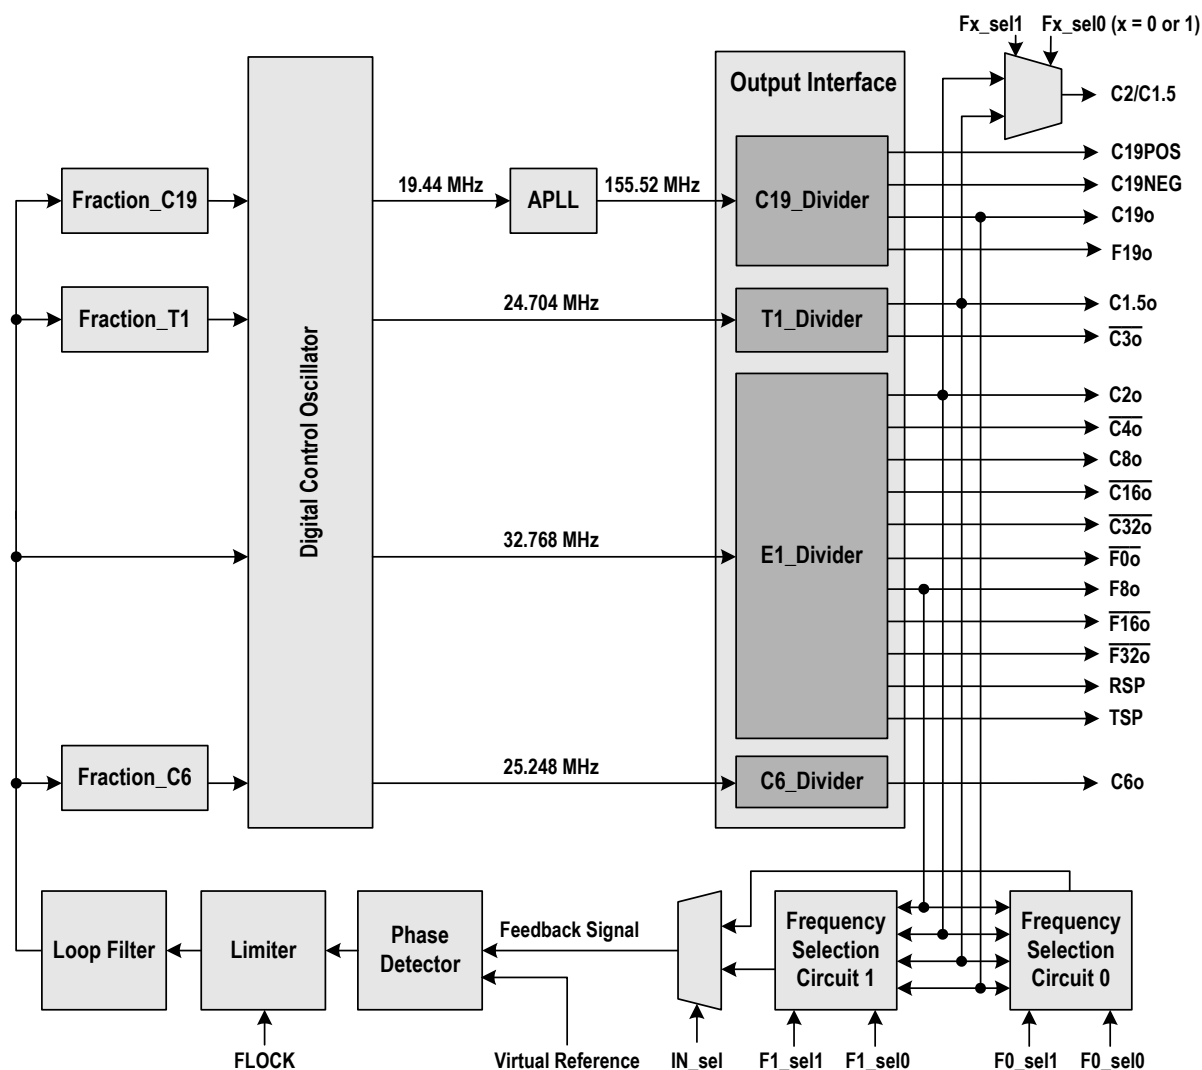 Fx_sel1
Fx_sel0 (x = 0 or 1)
Output Interface
C2/C1.5
Fraction_C19
19.44 MHz
APLL
155.52 MHz
C19_Divider
C19POS
C19NEG
C19o
F19o
Fraction_T1
24.704 MHz
T1_Divider
C1.5o
C3o
Digital Control Oscillator
32.768 MHz
E1_Divider
C2o
C4o
C8o
C16o
C32o
F0o
F8o
F16o
F32o
RSP
TSP
Fraction_C6
25.248 MHz
C6_Divider
C6o
Loop Filter
Limiter
Phase
Detector
Feedback Signal
Frequency
Selection
Circuit 1
Frequency
Selection
Circuit 0
FLOCK
Virtual Reference
IN_sel
F1_sel1
F1_sel0
F0_sel1
F0_sel0